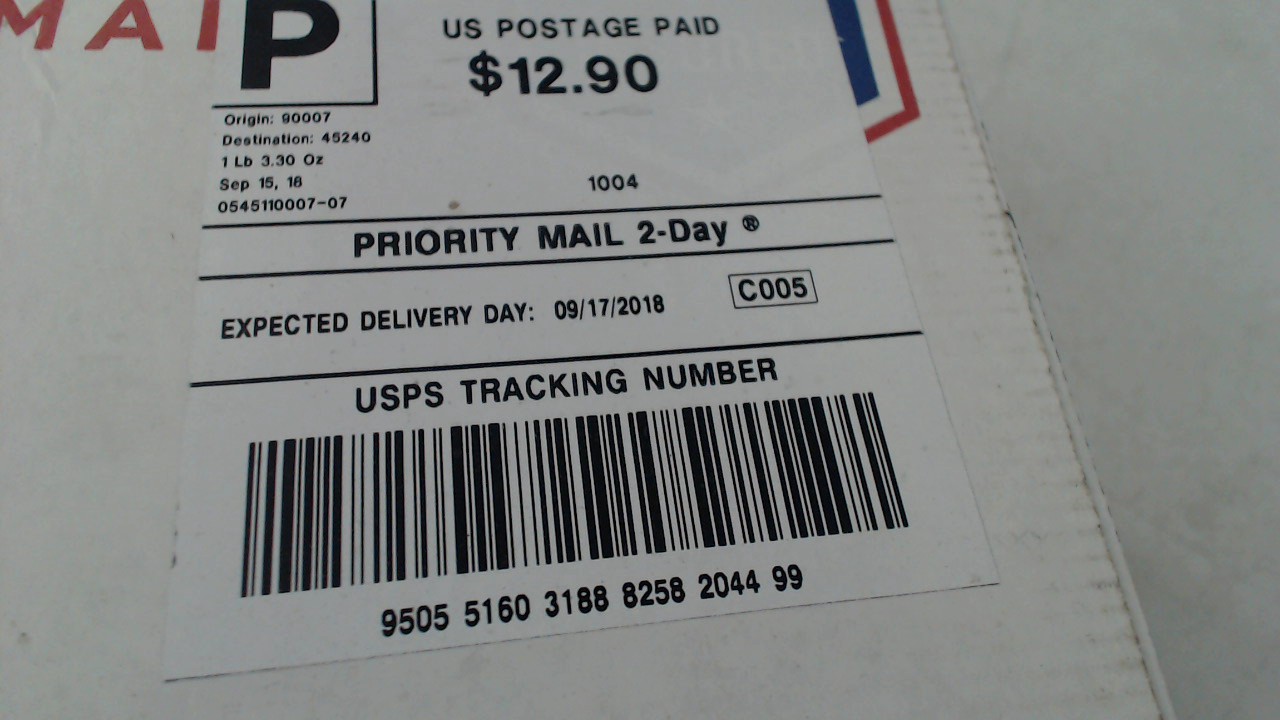 MAI
P
US POSTAGE PAID
$12.90
Origin: 90007
Destination: 45240
1 Lb 3.30 Oz
Sep 15, 18
0545110007-07
1004
PRIORITY MAIL 2-Day ®
EXPECTED DELIVERY DAY: 09/17/2018
C005
USPS TRACKING NUMBER
9505 5160 3188 8258 2044 99